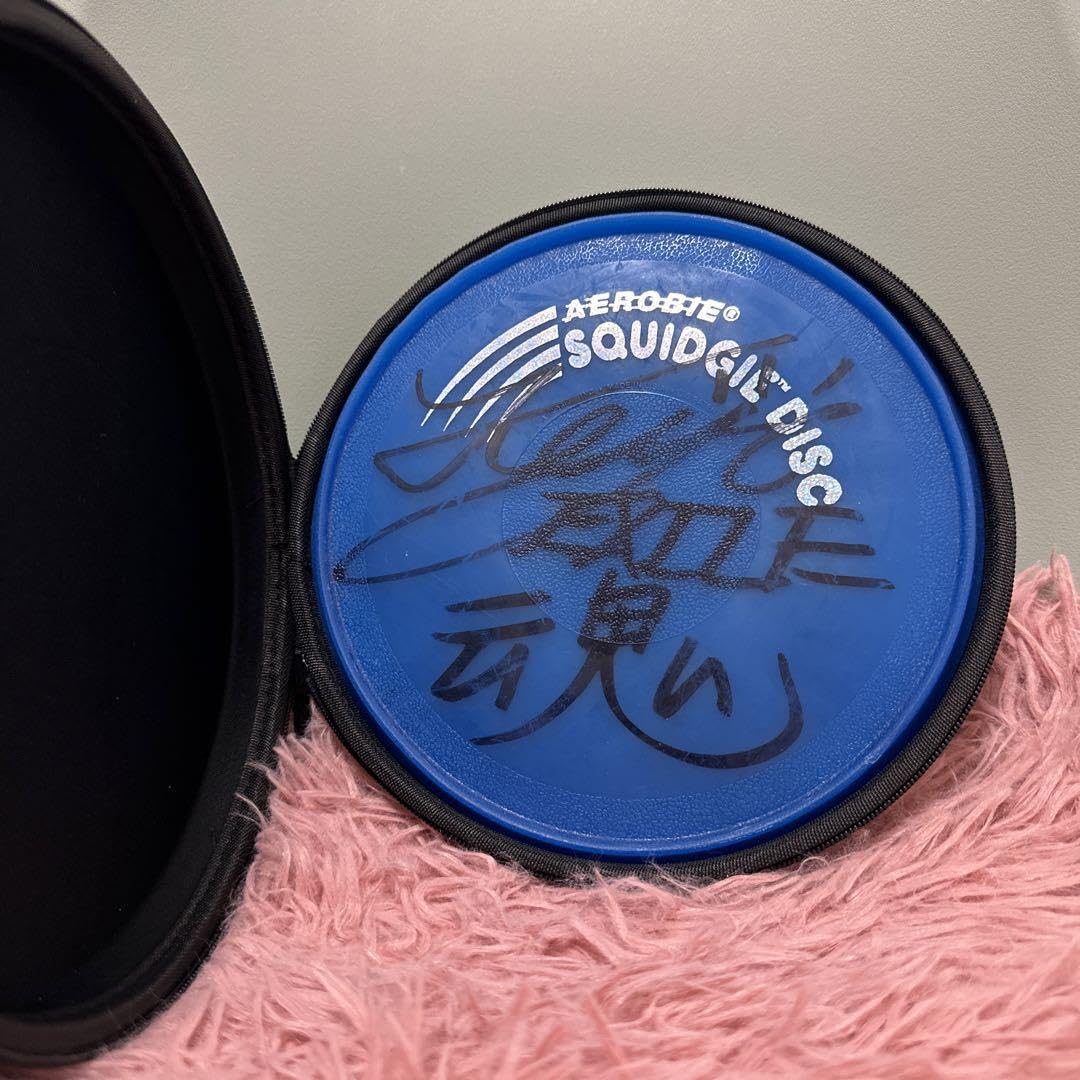 AEROBIE®
SQUIDGIE™ DISC
EXILE
魂